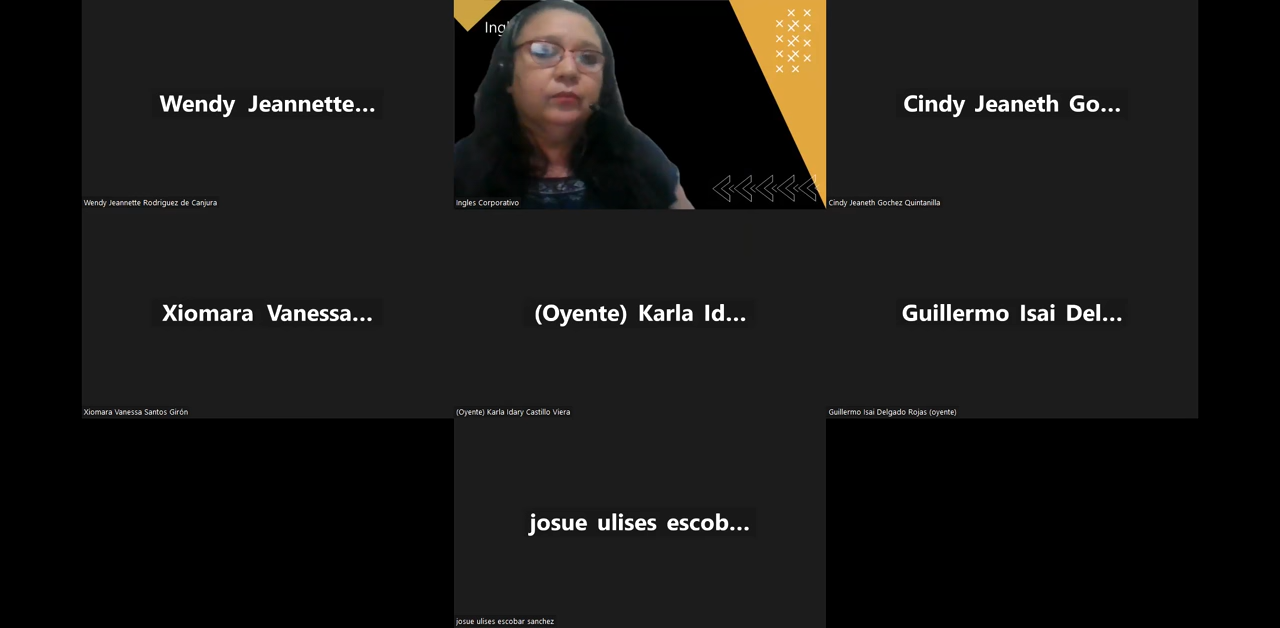 Wendy Jeannette...
Wendy Jeannette Rodriguez de Canjura
Ingles Corporativo
Cindy Jeaneth Go...
Cindy Jeaneth Gochez Quintanilla
Xiomara Vanessa...
Xiomara Vanessa Santos Girón
(Oyente) Karla Id...
(Oyente) Karla Idary Castillo Viera
Guillermo Isai Del...
Guillermo Isai Delgado Rojas (oyente)
josue ulises escob...
josue ulises escobar sanchez